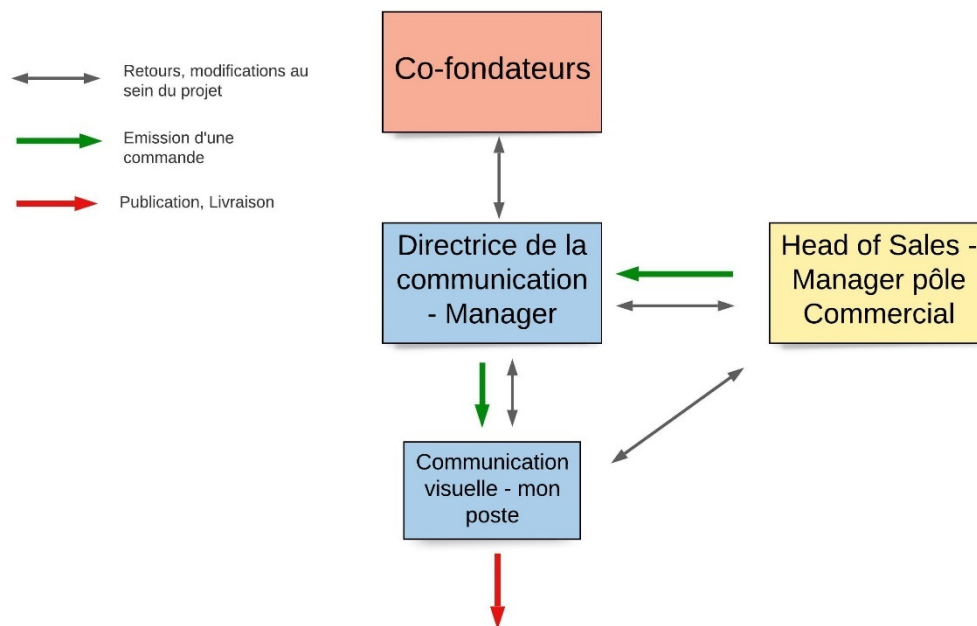 Co-fondateurs
Retours, modifications au
sein du projet
Emission d'une
commande
Publication, Livraison
Directrice de la
communication
- Manager
Head of Sales -
Manager pôle
Commercial
Communication
visuelle - mon
poste